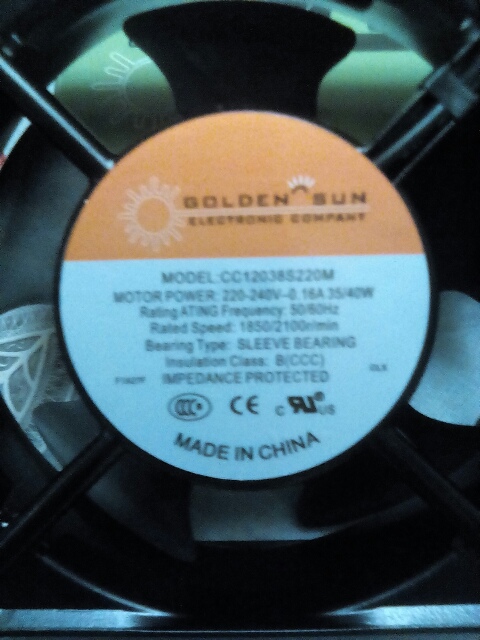 GOLDEN SUN
ELECTRONIC COMPANY
MODEL:CC12038S220M
MOTOR POWER: 220-240V~0.16A 35/40W
Rating ATING Frequency: 50/60Hz
Rated Speed: 1850/2100r/min
Bearing Type: SLEEVE BEARING
Insulation Class: B(CCC)
IMPEDANCE PROTECTED
CCC CE c RU® US
MADE IN CHINA